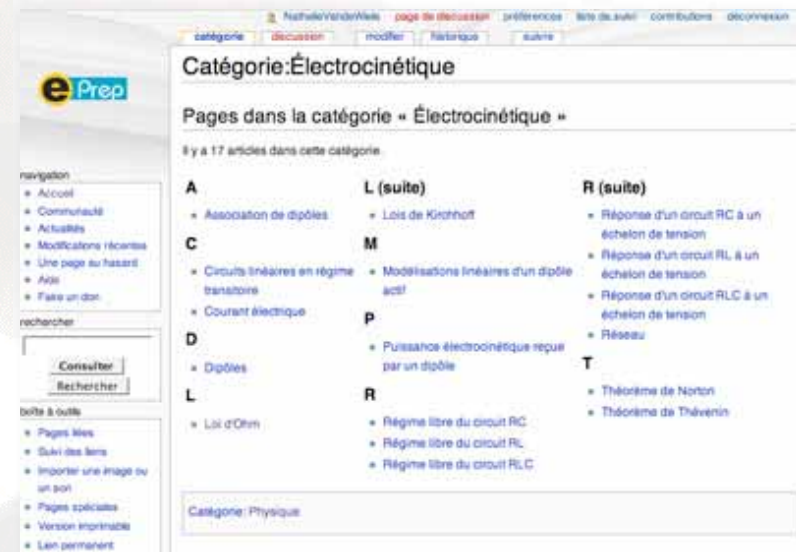 NathalieVanderWiele page de discussion préférences liste de suivi contributions déconnexion
catégorie discussion modifier historique suivre
e Prep
Catégorie:Électrocinétique
Pages dans la catégorie « Électrocinétique »
Il y a 17 articles dans cette catégorie.
A
Association de dipôles
C
Circuits linéaires en régime
transitoire
Courant électrique
D
Dipôles
L
Loi d'Ohm
L (suite)
Lois de Kirchhoff
M
Modélisations linéaires d'un dipôle
actif
P
Puissance électrocinétique reçue
par un dipôle
R
Régime libre du circuit RC
Régime libre du circuit RL
Régime libre du circuit RLC
R (suite)
Réponse d'un circuit RC à un
échelon de tension
Réponse d'un circuit RL à un
échelon de tension
Réponse d'un circuit RLC à un
échelon de tension
Réseau
T
Théorème de Norton
Théorème de Thévenin
Catégorie: Physique
navigation
Accueil
Communauté
Actualités
Modifications récentes
Une page au hasard
Aide
Faire un don
rechercher
Consulter
Rechercher
boîte à outils
Pages liées
Suivi des liens
Importer une image ou
un son
Pages spéciales
Version imprimable
Lien permanent